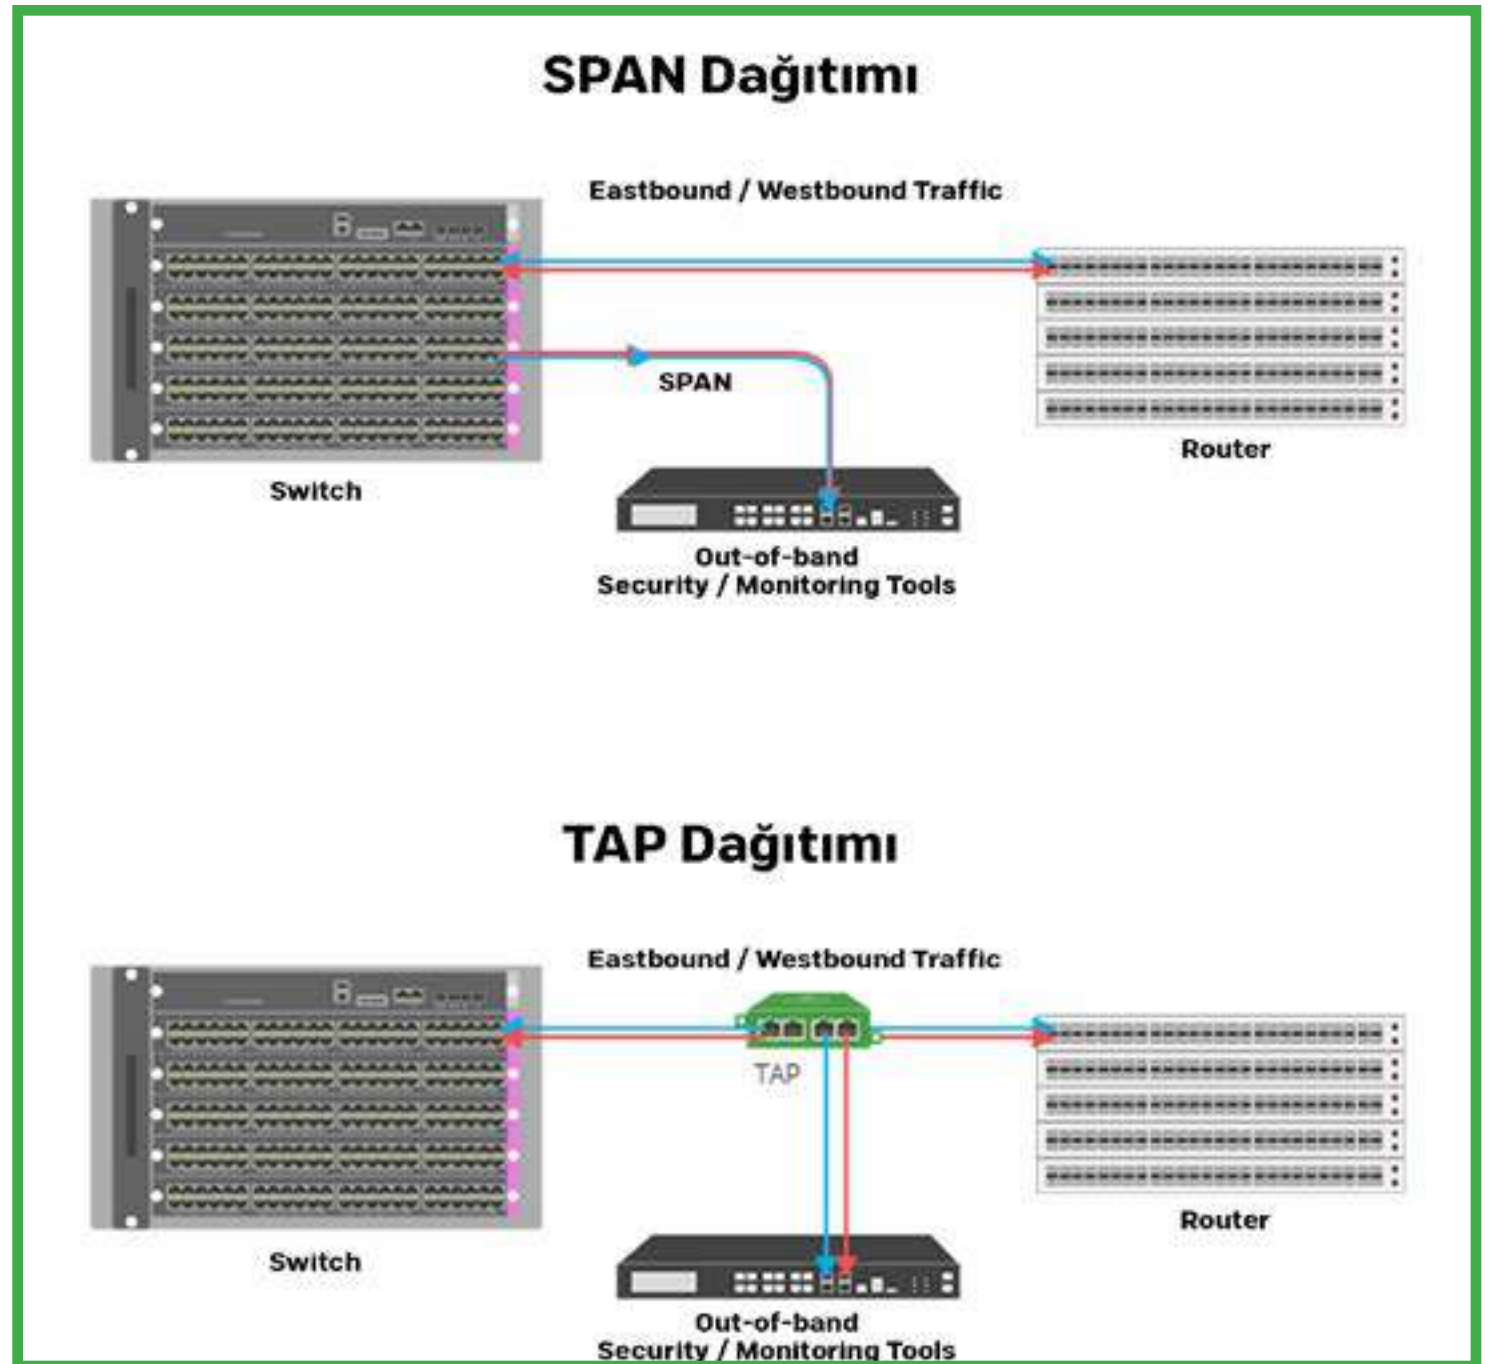 SPAN Dağıtımı
Eastbound / Westbound Traffic
SPAN
Router
Switch
Out-of-band
Security / Monitoring Tools
TAP Dağıtımı
Eastbound / Westbound Traffic
TAP
Router
Switch
Out-of-band
Security / Monitoring Tools